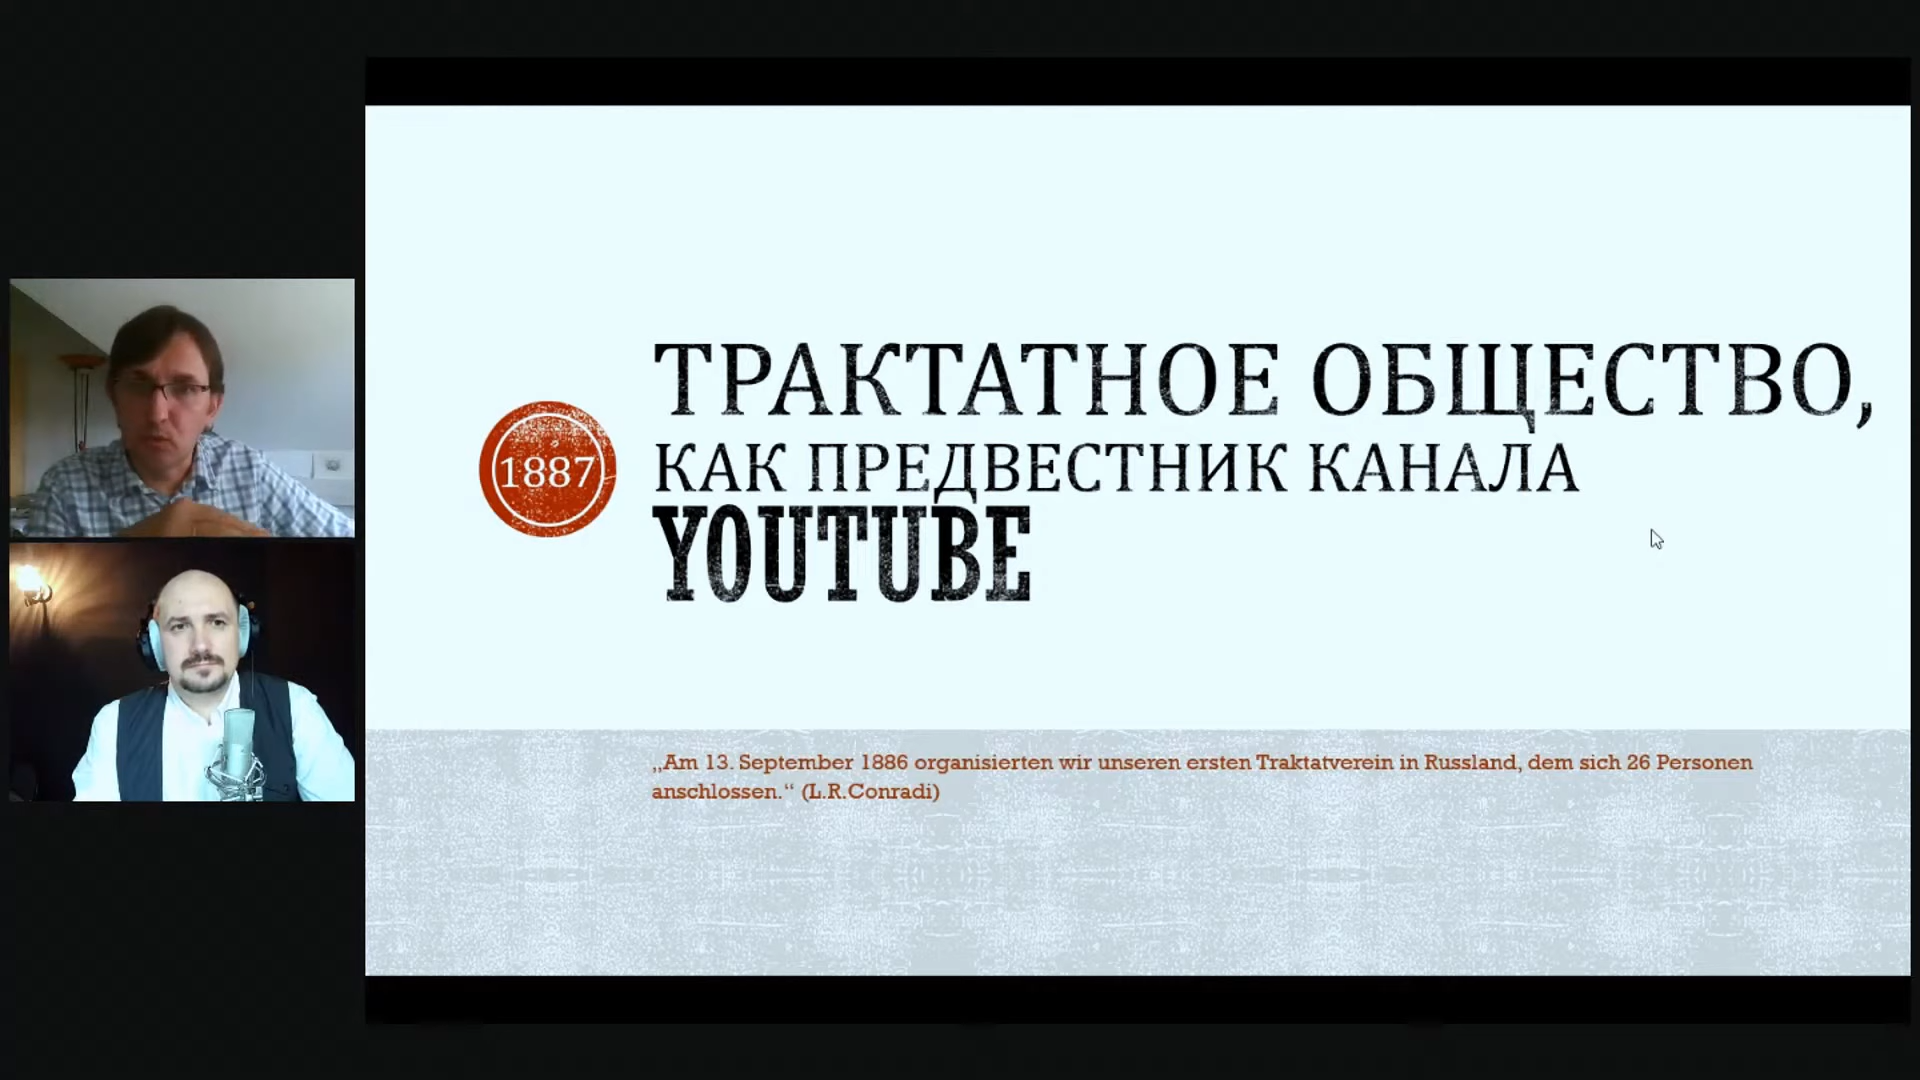 ТРАКТАТНОЕ ОБЩЕСТВО,
1887
КАК ПРЕДВЕСТНИК КАНАЛА
YOUTUBE
„Am 13. September 1886 organisierten wir unseren ersten Traktatverein in Russland, dem sich 26 Personen
anschlossen.“ (L.R.Conradi)